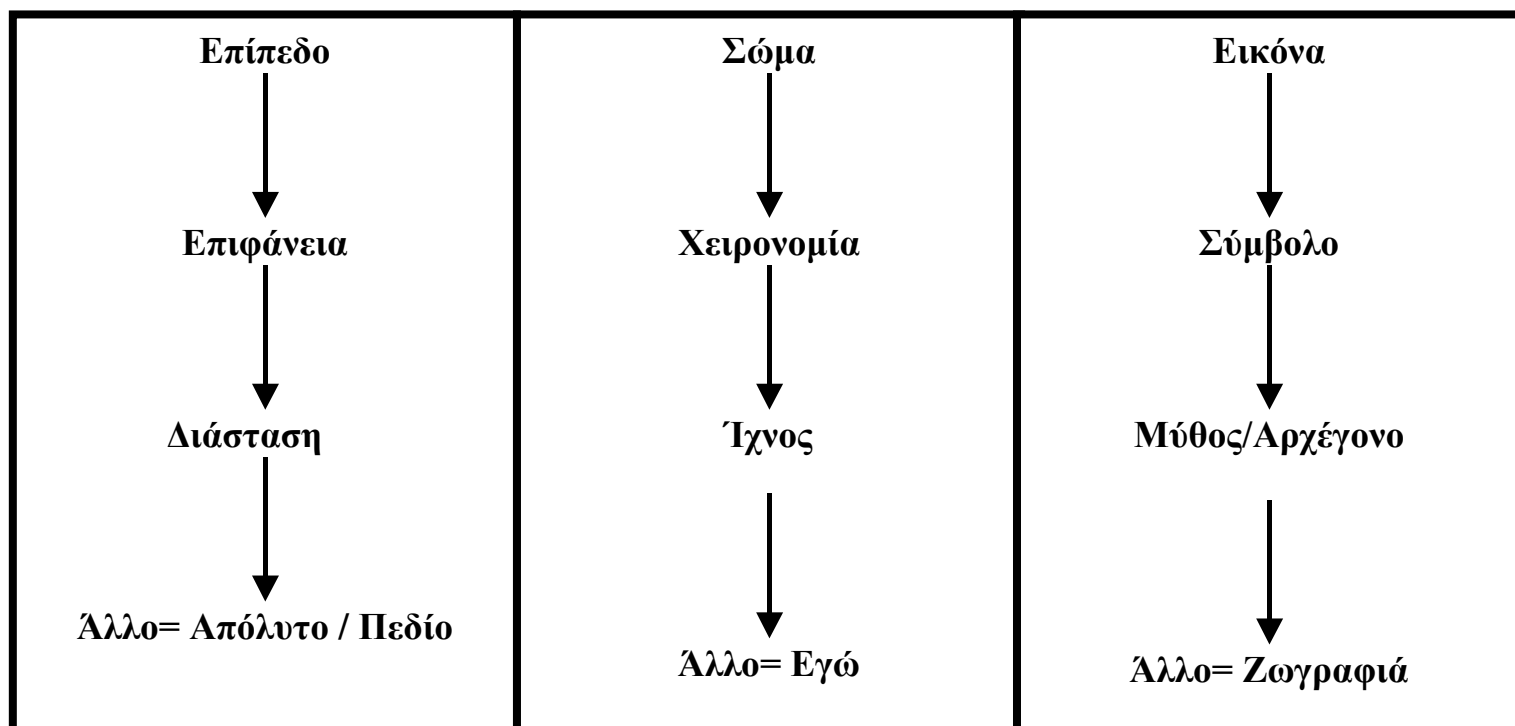 Επίπεδο
Επιφάνεια
Διάσταση
Άλλο= Απόλυτο / Πεδίο
Σώμα
Χειρονομία
Ίχνος
Άλλο= Εγώ
Εικόνα
Σύμβολο
Μύθος/Αρχέγονο
Άλλο= Ζωγραφιά